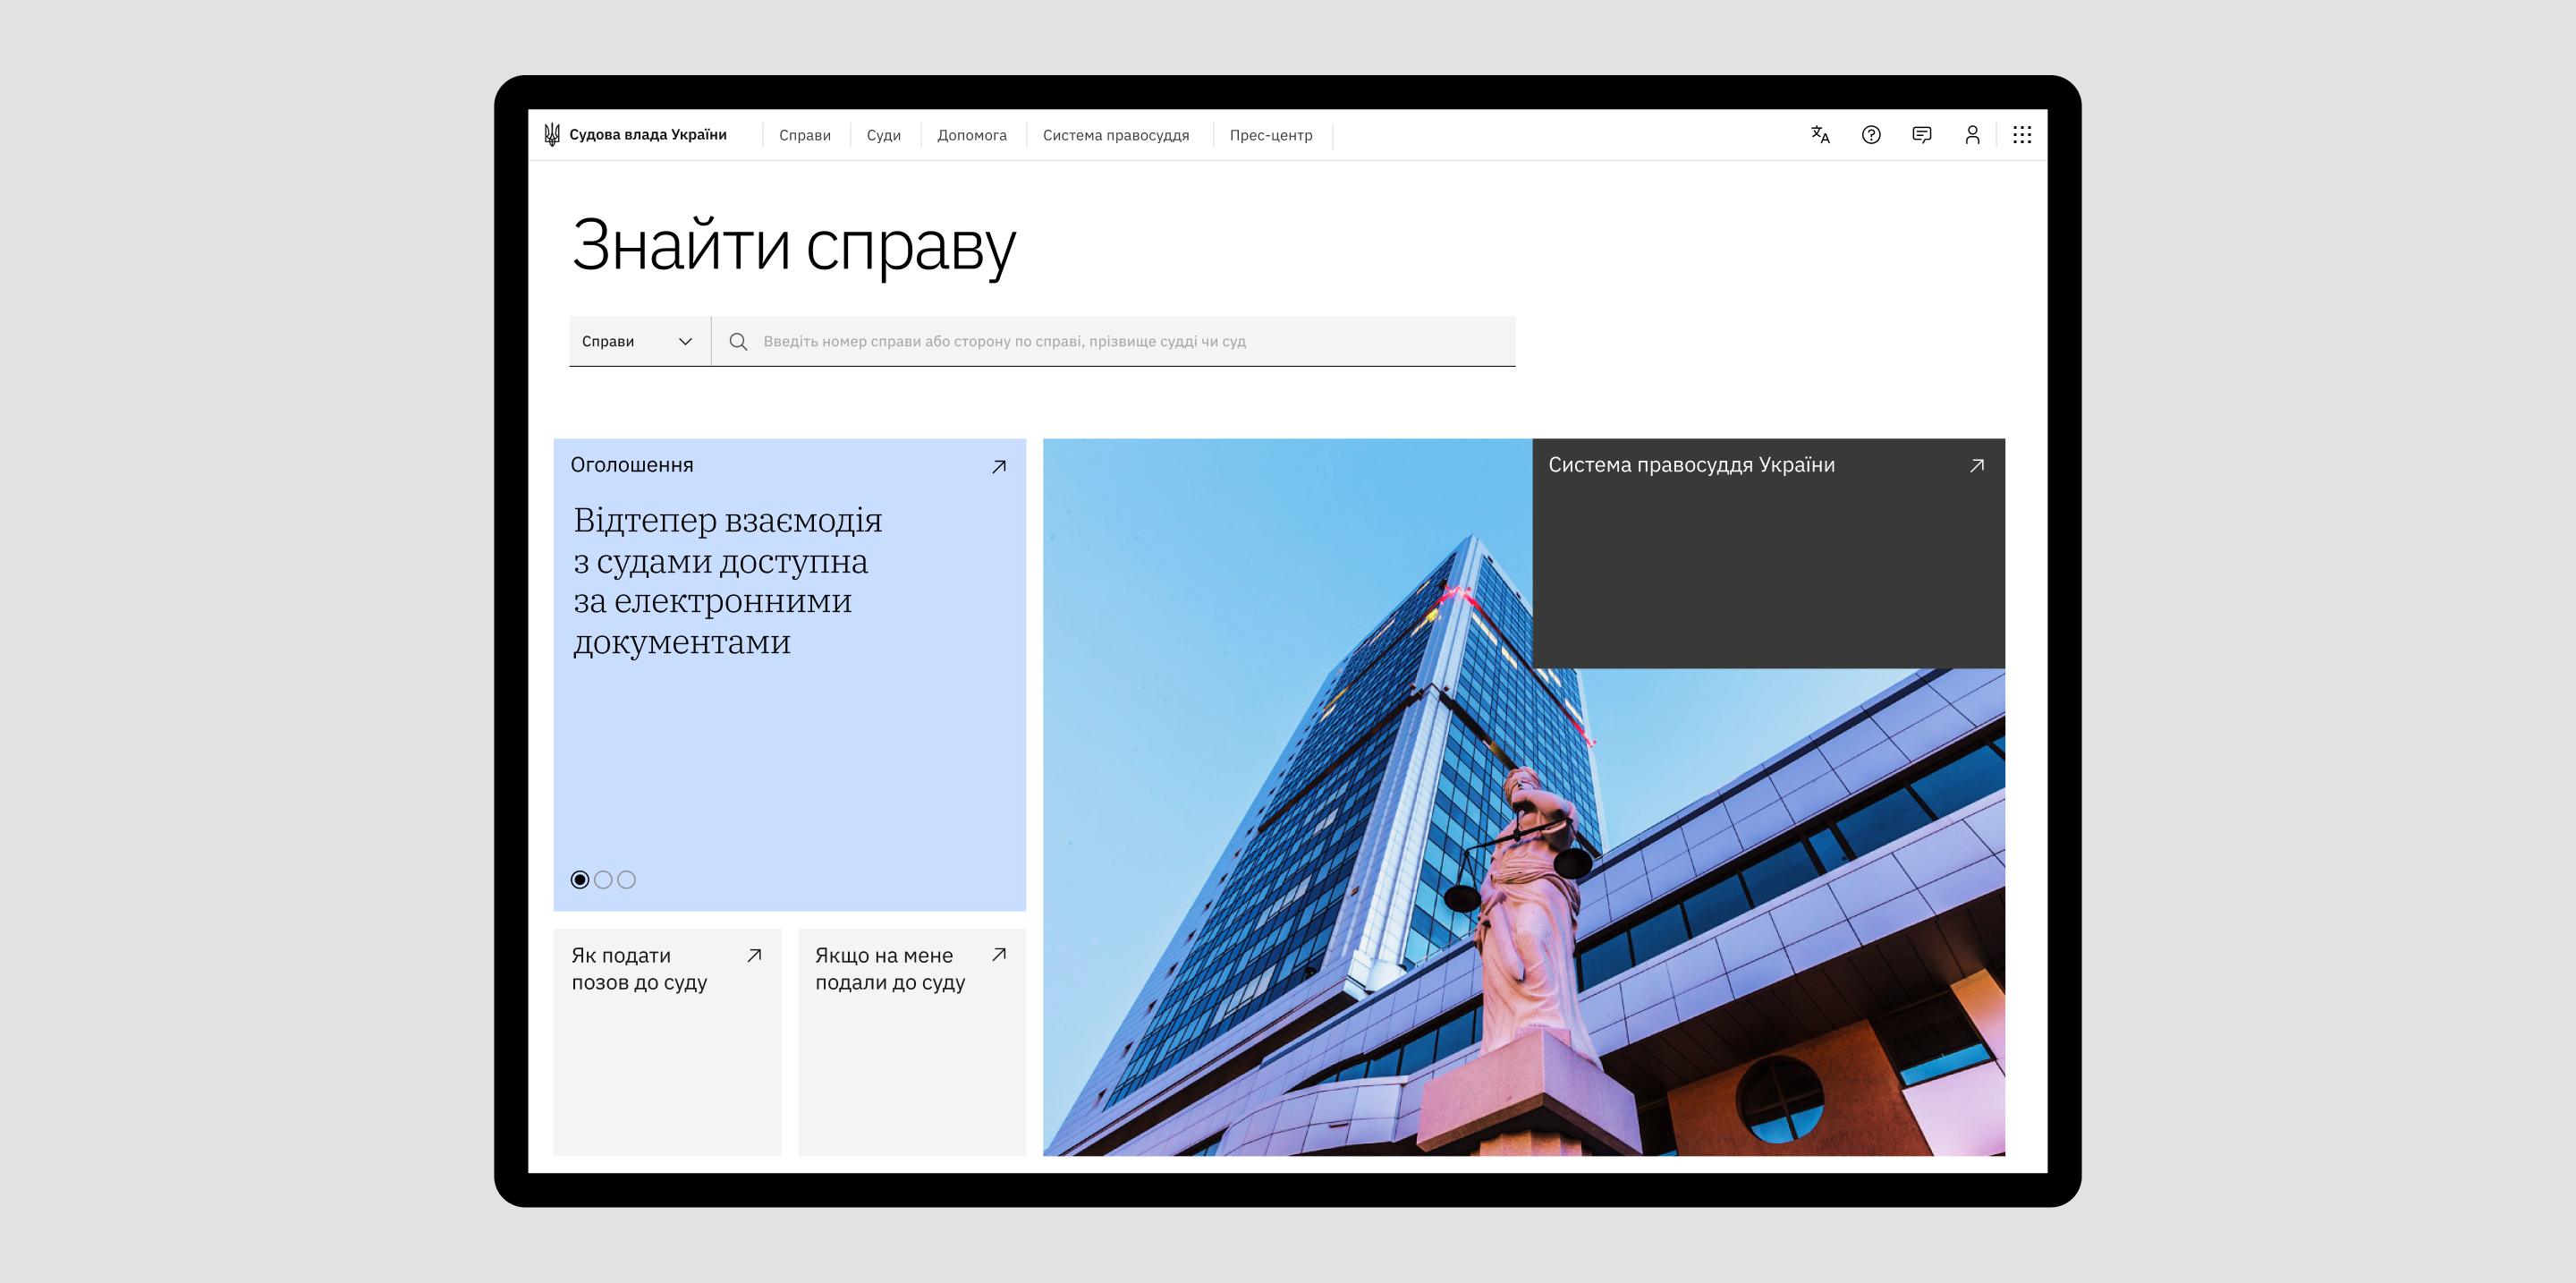 Судова влада України
Справи
Суди
Допомога
Система правосуддя
Прес-центр
Знайти справу
Справи
Введіть номер справи або сторону по справі, прізвище судді чи суд
Оголошення
Відтепер взаємодія
з судами доступна
за електронними
документами
Система правосуддя України
Як подати
позов до суду
Якщо на мене
подали до суду